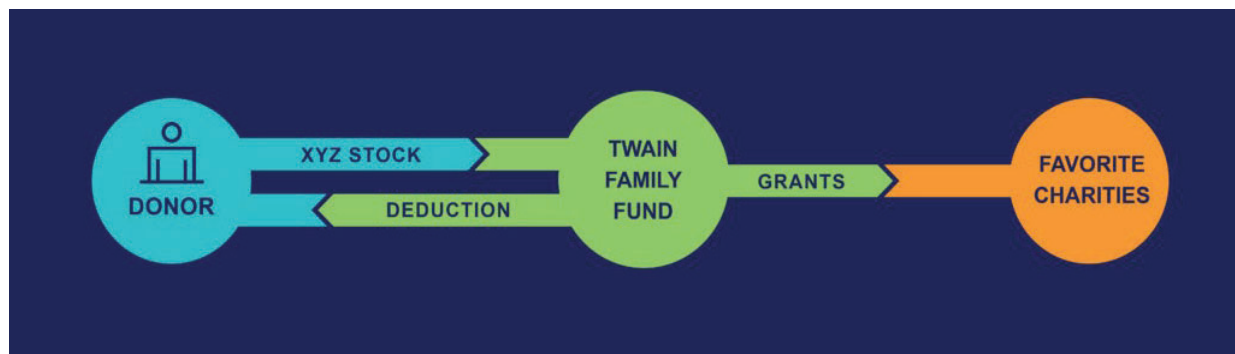 DONOR
XYZ STOCK
DEDUCTION
TWAIN
FAMILY
FUND
GRANTS
FAVORITE
CHARITIES